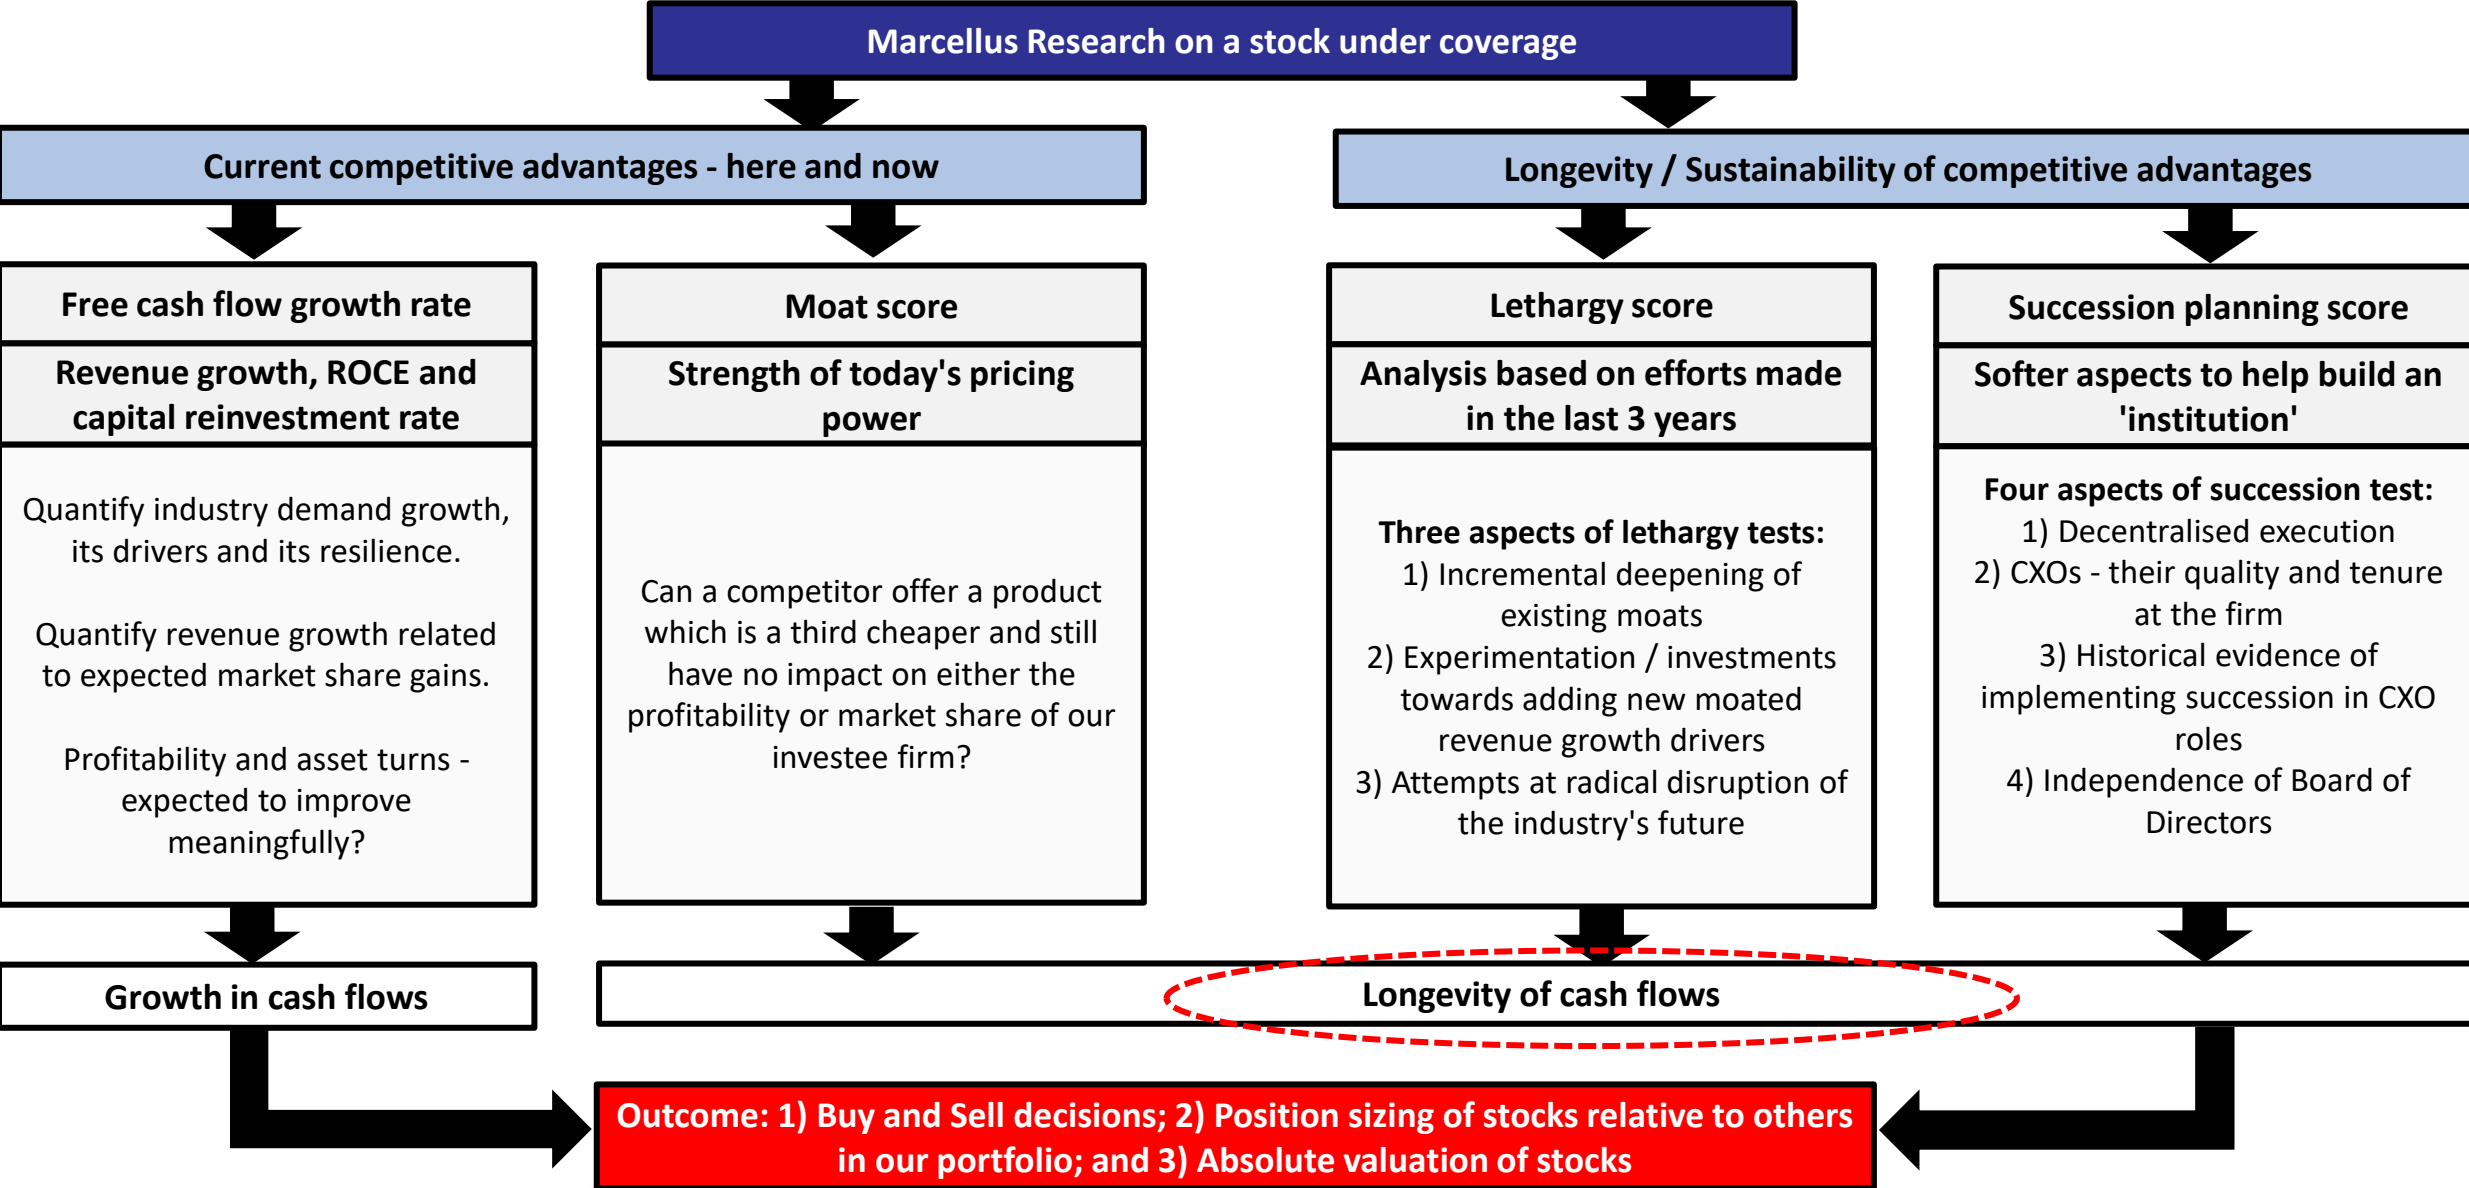 Marcellus Research on a stock under coverage
Current competitive advantages - here and now
Longevity / Sustainability of competitive advantages
Free cash flow growth rate
Revenue growth, ROCE and
capital reinvestment rate
Quantify industry demand growth,
its drivers and its resilience.
Quantify revenue growth related
to expected market share gains.
Profitability and asset turns -
expected to improve
meaningfully?
Moat score
Strength of today's pricing
power
Can a competitor offer a product
which is a third cheaper and still
have no impact on either the
profitability or market share of our
investee firm?
Lethargy score
Analysis based on efforts made
in the last 3 years
Three aspects of lethargy tests:
1) Incremental deepening of
existing moats
2) Experimentation / investments
towards adding new moated
revenue growth drivers
3) Attempts at radical disruption of
the industry's future
Succession planning score
Softer aspects to help build an
'institution'
Four aspects of succession test:
1) Decentralised execution
2) CXOs - their quality and tenure
at the firm
3) Historical evidence of
implementing succession in CXO
roles
4) Independence of Board of
Directors
Growth in cash flows
Longevity of cash flows
Outcome: 1) Buy and Sell decisions; 2) Position sizing of stocks relative to others
in our portfolio; and 3) Absolute valuation of stocks